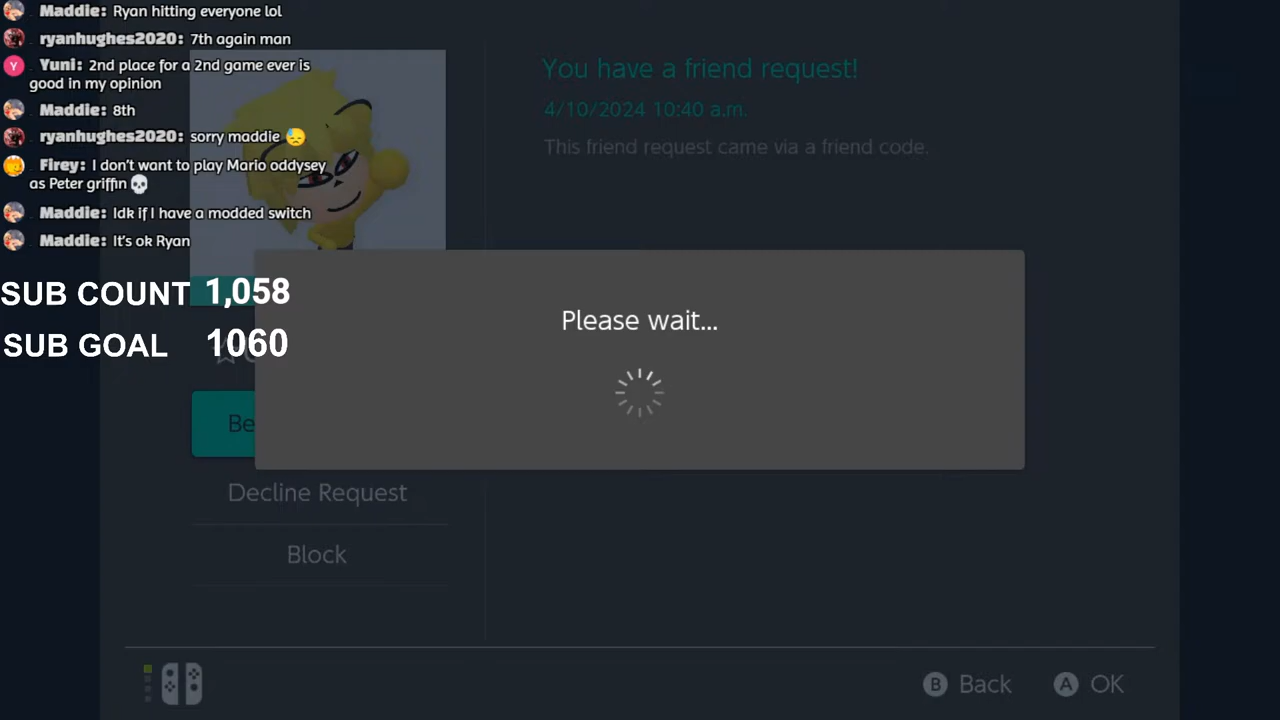 Maddie: Ryan hitting everyone lol
ryanhughes2020: 7th again man
Yuni: 2nd place for a 2nd game ever is
good in my opinion
Maddie: 8th
ryanhughes2020: sorry maddie 😓
Firey: I don't want to play Mario oddysey
as Peter griffin 💀
Maddie: Idk if I have a modded switch
Maddie: It's ok Ryan
SUB COUNT 1,058
SUB GOAL 1060
You have a friend request!
4/10/2024 10:40 a.m.
This friend request came via a friend code.
Please wait...
Be
Decline Request
Block
B Back
A OK
Y